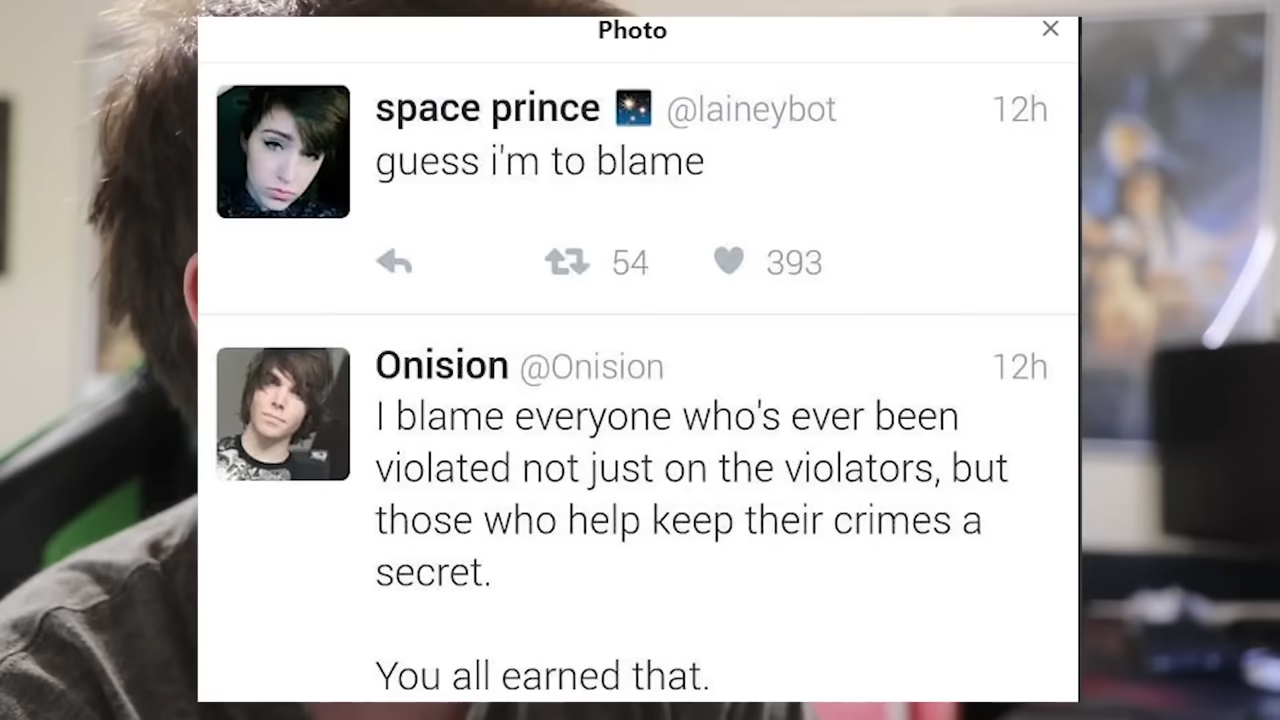 Photo
space prince 🎆 @laineybot 12h
guess i'm to blame
54 393
Onision @Onision 12h
I blame everyone who's ever been
violated not just on the violators, but
those who help keep their crimes a
secret.
You all earned that.